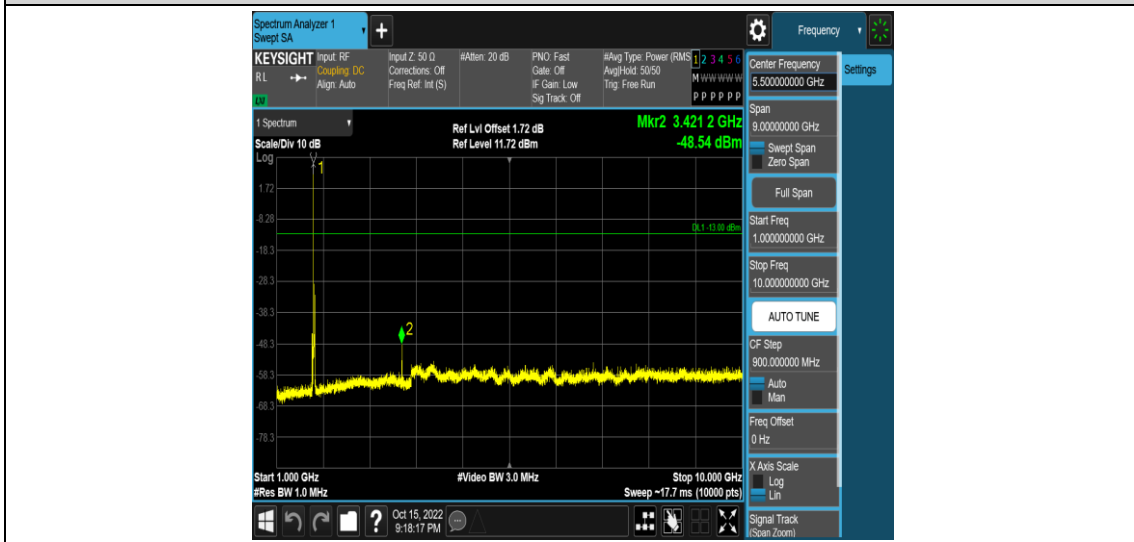 Spectrum Analyzer 1
Swept SA
+
Frequency
KEYSIGHT
RL
LXI
Input: RF
Coupling: DC
Align: Auto
Input Z: 50 Ω
Corrections: Off
Freq Ref: Int (S)
#Atten: 20 dB
PNO: Fast
Gate: Off
IF Gain: Low
Sig Track: Off
#Avg Type: Power (RMS
Avg|Hold: 50/50
Trig: Free Run
1 2 3 4 5 6
M W W W W W
P P P P P P
Center Frequency
5.500000000 GHz
Settings
Span
9.00000000 GHz
Swept Span
Zero Span
Full Span
Start Freq
1.000000000 GHz
Stop Freq
10.000000000 GHz
AUTO TUNE
CF Step
900.000000 MHz
Auto
Man
Freq Offset
0 Hz
X Axis Scale
Log
Lin
Signal Track
(Span Zoom)
1 Spectrum
Scale/Div 10 dB
Log
Ref Lvl Offset 1.72 dB
Ref Level 11.72 dBm
Mkr2 3.421 2 GHz
-48.54 dBm
1
1.72
-8.28
DL1 -13.00 dBm
-18.3
-28.3
-38.3
2
-48.3
-58.3
-68.3
-78.3
Start 1.000 GHz
#Video BW 3.0 MHz
Stop 10.000 GHz
#Res BW 1.0 MHz
Sweep ~17.7 ms (10000 pts)
?
Oct 15, 2022
9:18:17 PM